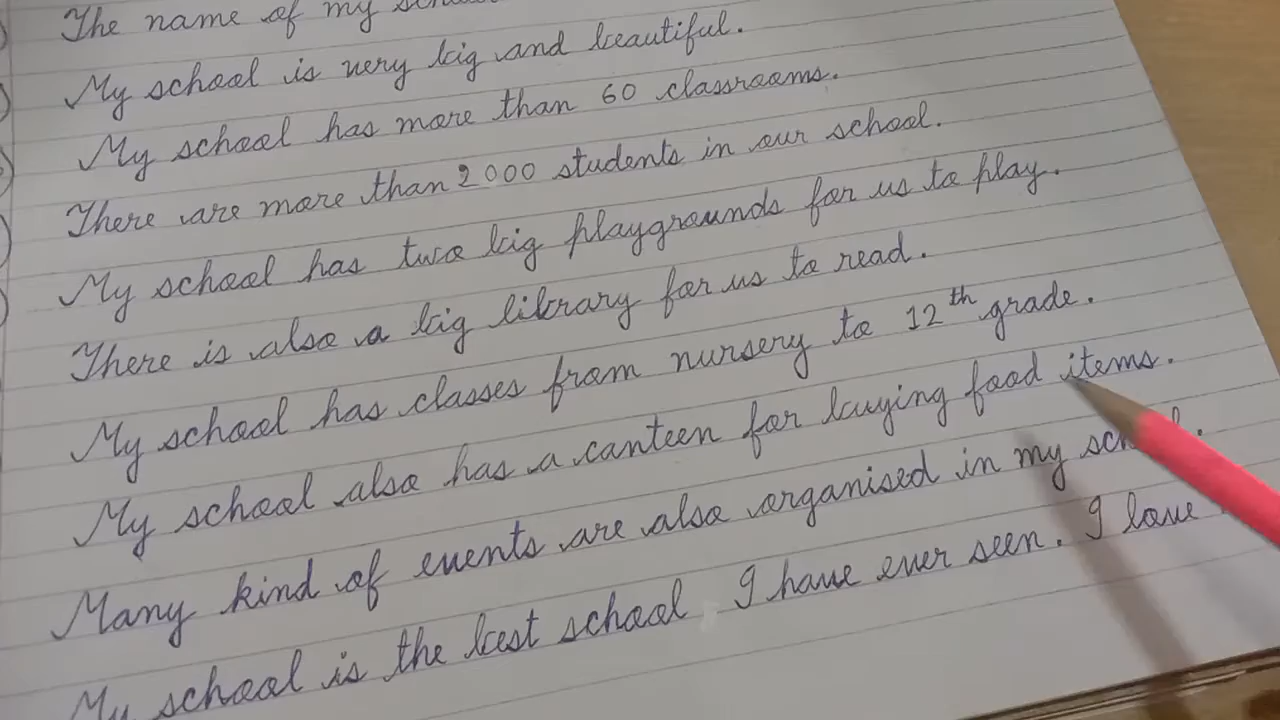 The name of my
My school is very big and beautiful.
My school has more than 60 classrooms.
There are more than 2000 students in our school.
My school has two big playgrounds for us to play.
There is also a big library for us to read.
My school has classes from nursery to 12th grade.
My school also has a canteen for buying food items.
Many kind of events are also organised in my school.
My school is the best school I have ever seen. I love